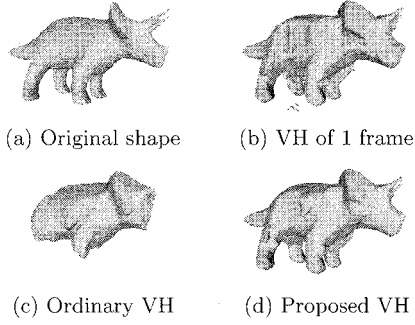 (a) Original shape
(b) VH of 1 frame
(c) Ordinary VH
(d) Proposed VH